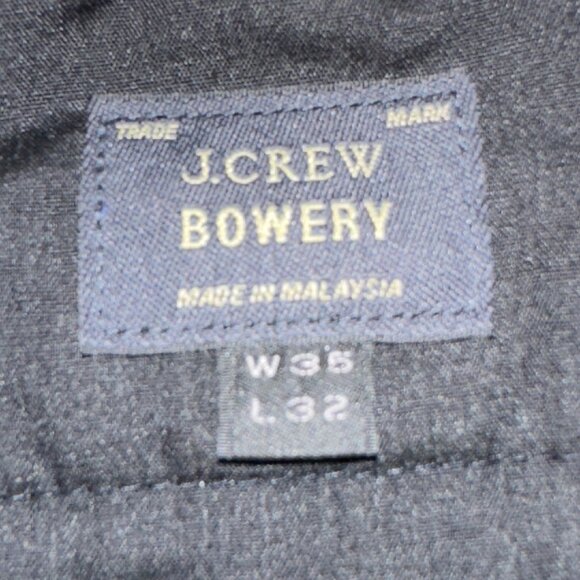 TRADE MARK
J.CREW
BOWERY
MADE IN MALAYSIA
W35
L32